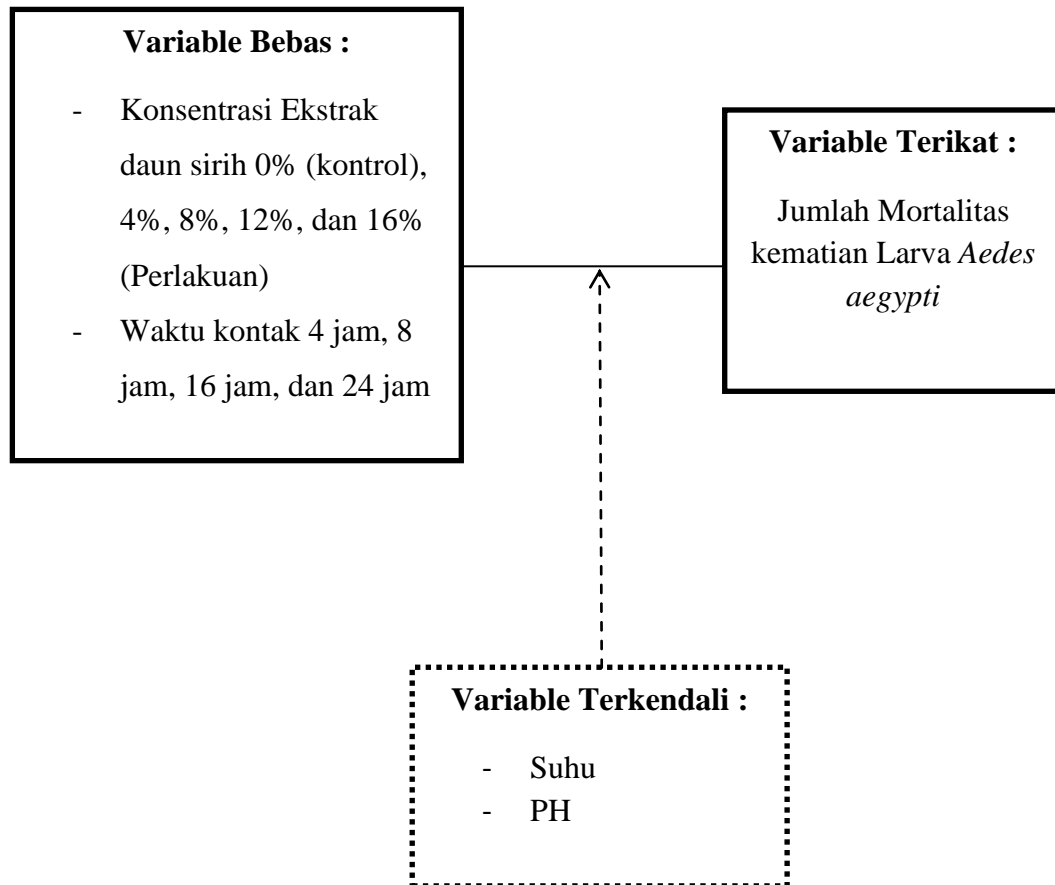 Variable Bebas :
- Konsentrasi Ekstrak
daun sirih 0% (kontrol),
4%, 8%, 12%, dan 16%
(Perlakuan)
- Waktu kontak 4 jam, 8
jam, 16 jam, dan 24 jam
Variable Terikat :
Jumlah Mortalitas
kematian Larva Aedes
aegypti
Variable Terkendali :
- Suhu
- PH